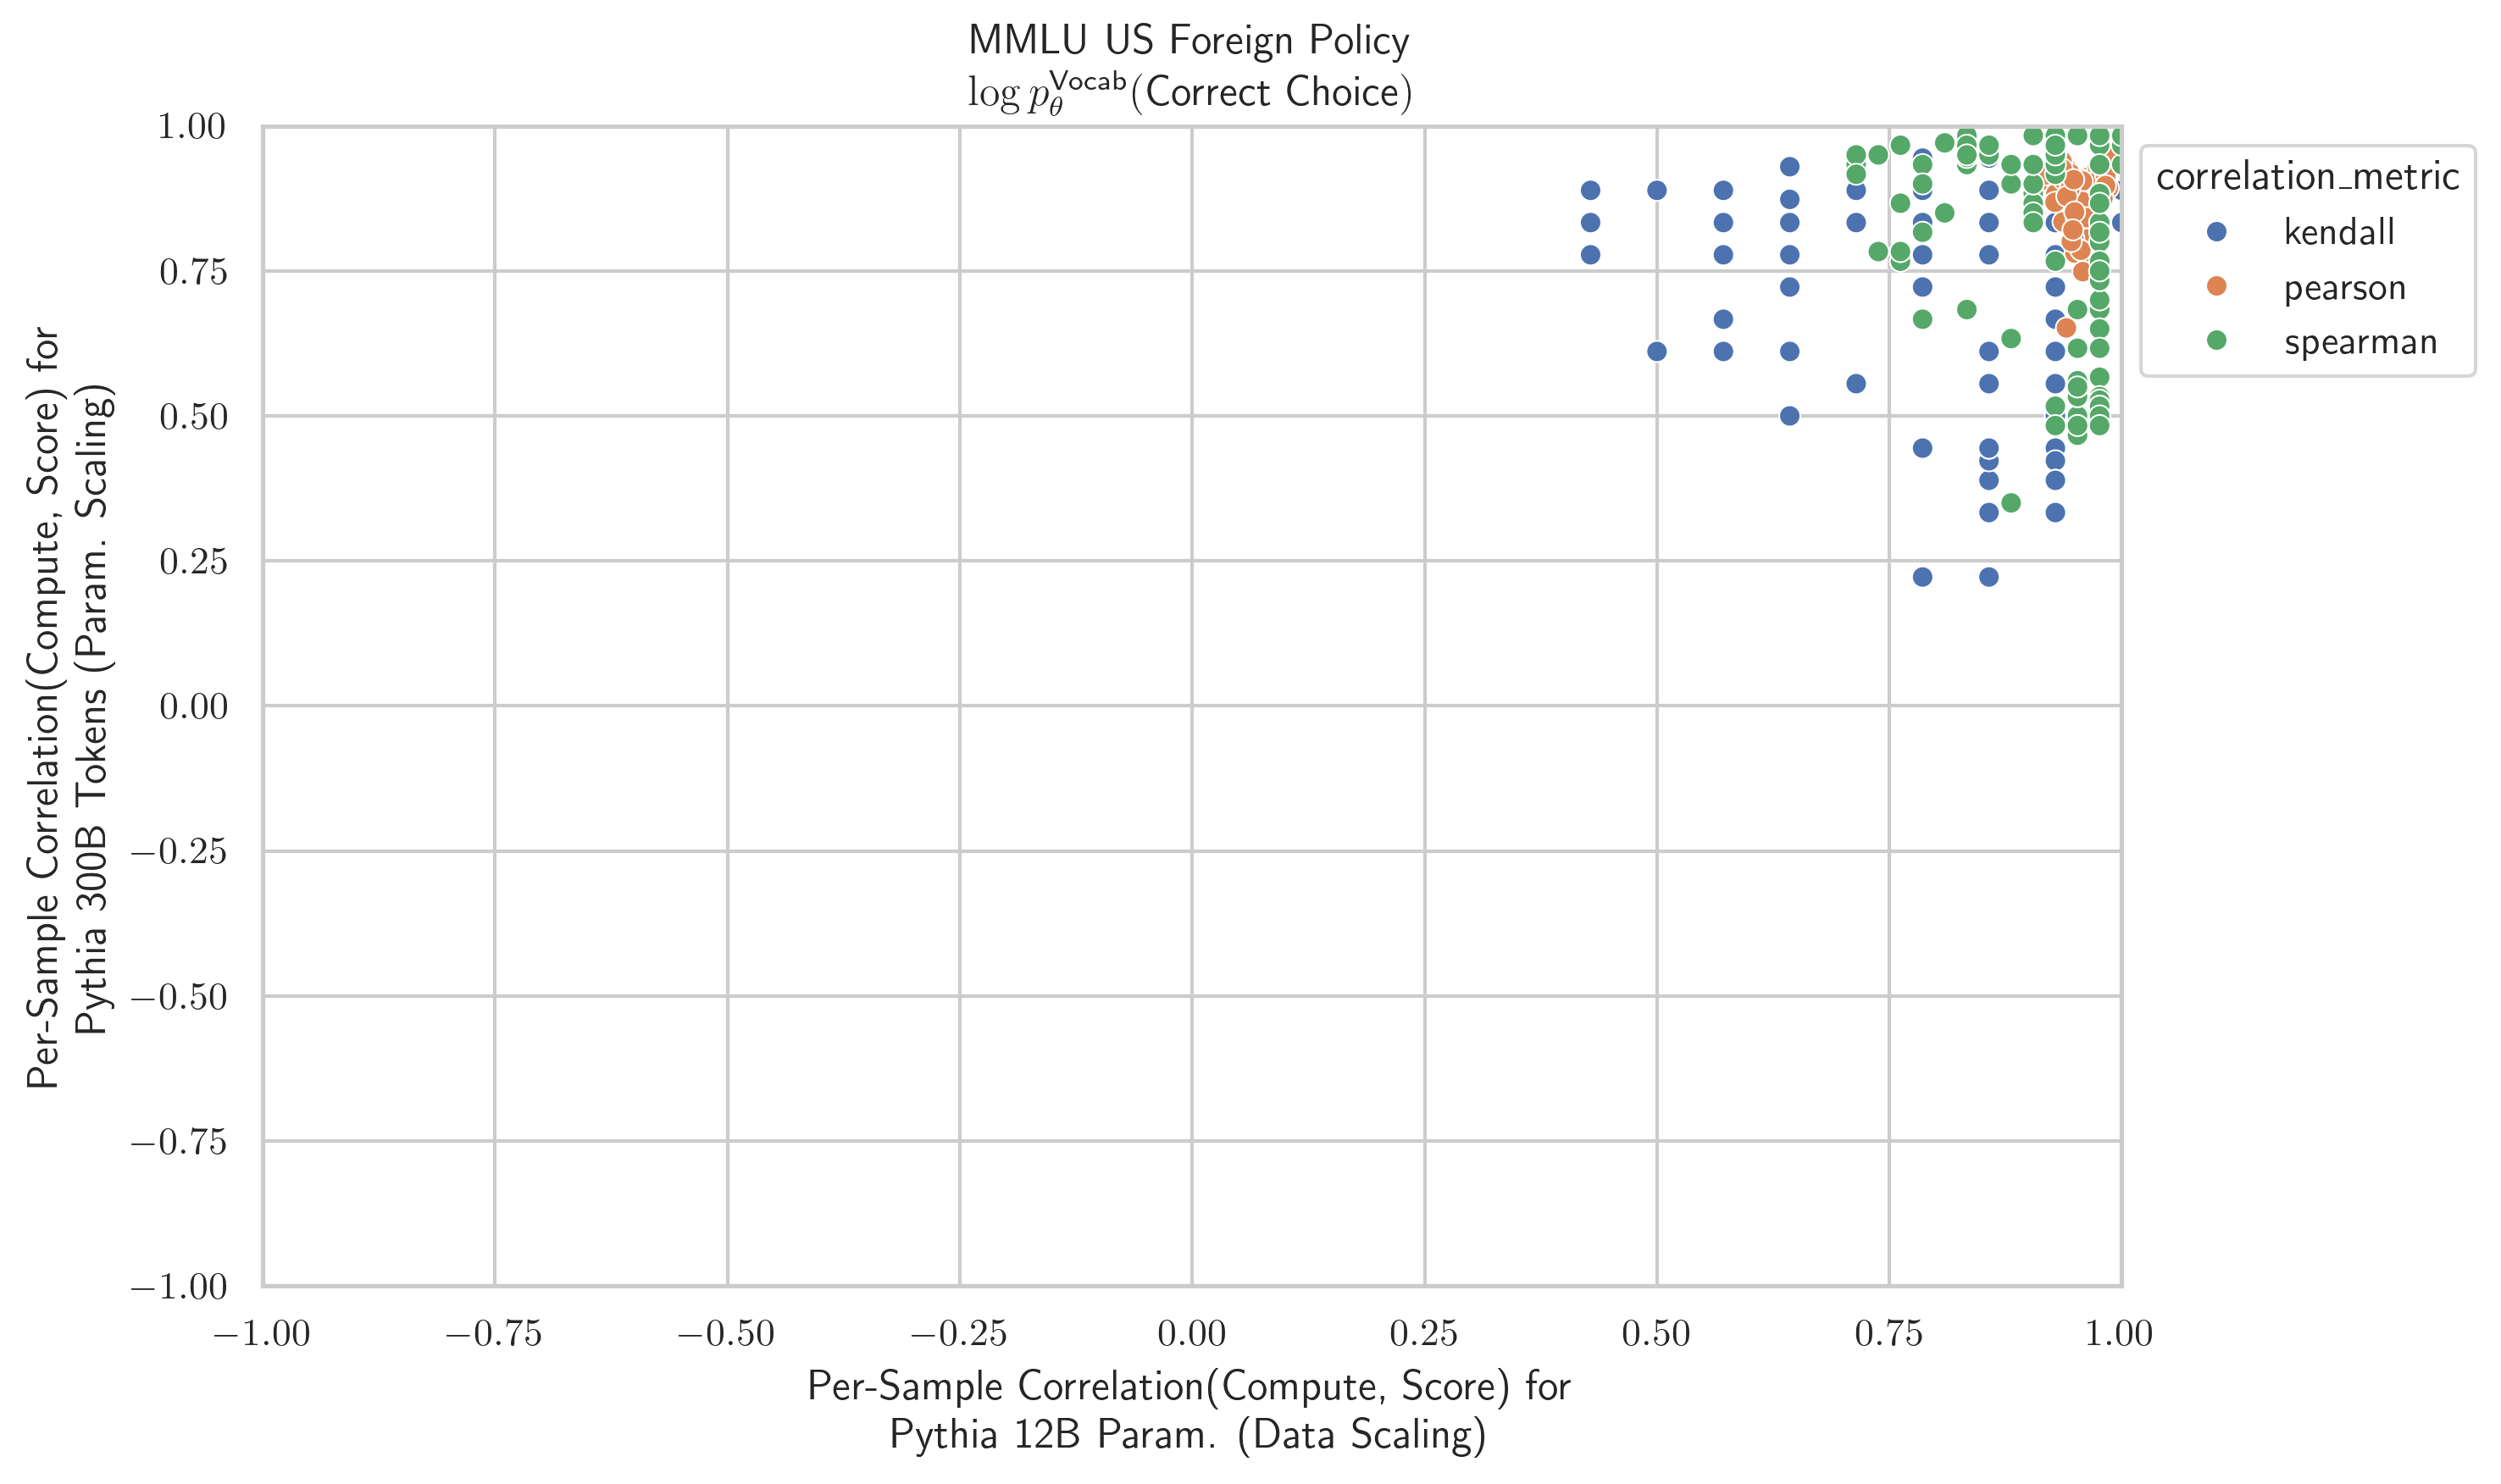 MMLU US Foreign Policy
log p_θ^Vocab(Correct Choice)
1.00
0.75
0.50
0.25
0.00
−0.25
−0.50
−0.75
−1.00
Per-Sample Correlation(Compute, Score) for
Pythia 300B Tokens (Param. Scaling)
correlation_metric
kendall
pearson
spearman
−1.00 −0.75 −0.50 −0.25 0.00 0.25 0.50 0.75 1.00
Per-Sample Correlation(Compute, Score) for
Pythia 12B Param. (Data Scaling)